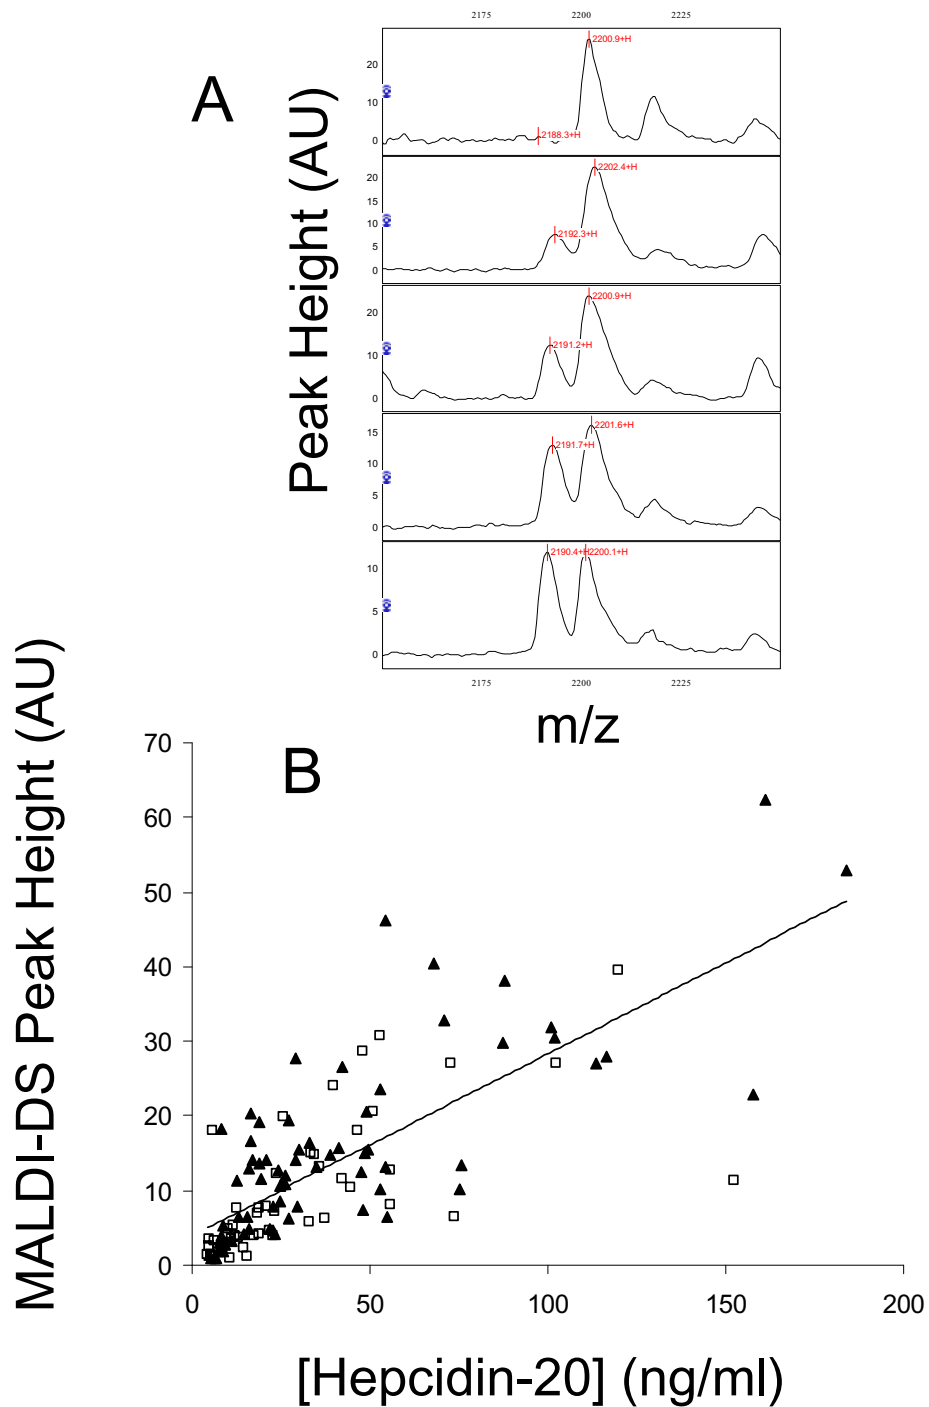 2175 2200 2225
A
Peak Height (AU)
20
10
0
2200.9+H
2188.3+H
20
15
10
5
0
2202.4+H
2192.3+H
20
10
0
2200.9+H
2191.2+H
15
10
5
0
2201.6+H
2191.7+H
10
5
0
2190.4+H 2200.1+H
2175 2200 2225
m/z
B
MALDI-DS Peak Height (AU)
70
60
50
40
30
20
10
0
0 50 100 150 200
[Hepcidin-20] (ng/ml)